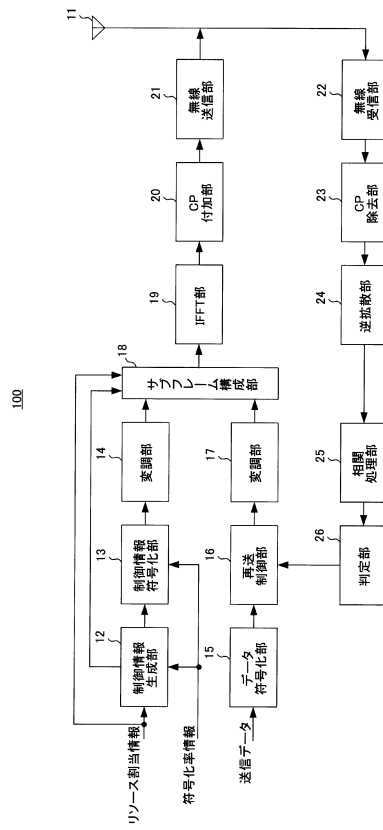 100
リソース割当情報
符号化率情報
送信データ
12
制御情報
生成部
13
制御情報
符号化部
14
変調部
15
データ
符号化部
16
再送
制御部
17
変調部
18
サブフレーム構成部
19
IFFT部
20
CP
付加部
21
無線
送信部
11
22
無線
受信部
23
CP
除去部
24
逆拡散部
25
相関
処理部
26
判定部